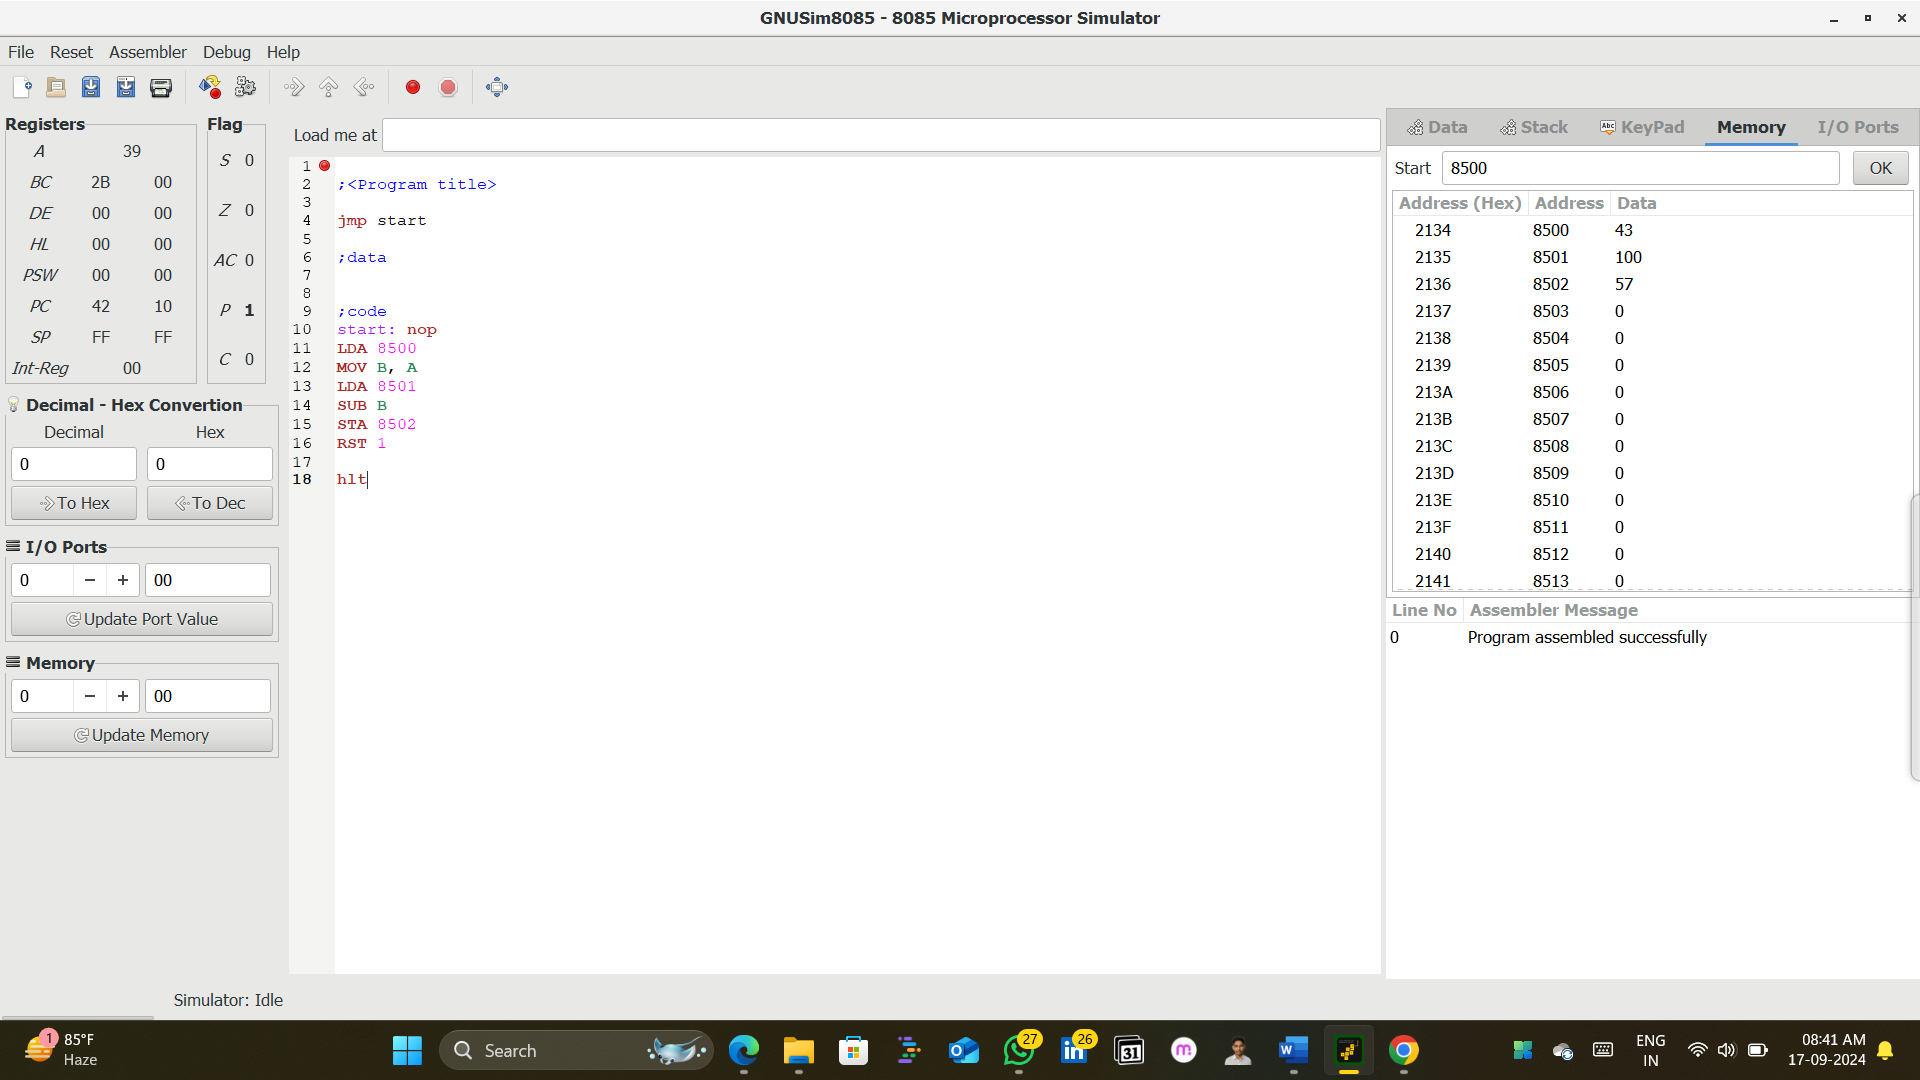 GNUSim8085 - 8085 Microprocessor Simulator
File Reset Assembler Debug Help
Registers
A 39
BC 2B 00
DE 00 00
HL 00 00
PSW 00 00
PC 42 10
SP FF FF
Int-Reg 00
Flag
S 0
Z 0
AC 0
P 1
C 0
Decimal - Hex Convertion
Decimal Hex
0 0
To Hex To Dec
I/O Ports
0 − + 00
Update Port Value
Memory
0 − + 00
Update Memory
Load me at
1
2 ;<Program title>
3
4 jmp start
5
6 ;data
7
8
9 ;code
10 start: nop
11 LDA 8500
12 MOV B, A
13 LDA 8501
14 SUB B
15 STA 8502
16 RST 1
17
18 hlt
Data Stack Abc KeyPad Memory I/O Ports
Start 8500 OK
Address (Hex) Address Data
2134 8500 43
2135 8501 100
2136 8502 57
2137 8503 0
2138 8504 0
2139 8505 0
213A 8506 0
213B 8507 0
213C 8508 0
213D 8509 0
213E 8510 0
213F 8511 0
2140 8512 0
2141 8513 0
Line No Assembler Message
0 Program assembled successfully
Simulator: Idle
1 85°F
Haze
Search
27
26
31
m
W
ENG
IN
08:41 AM
17-09-2024